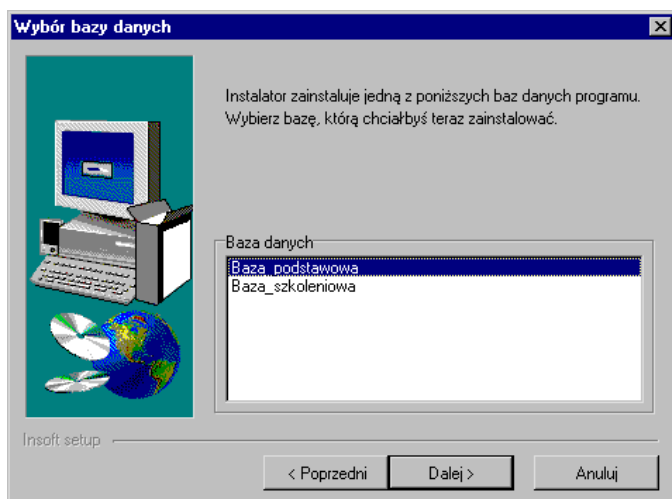 Wybór bazy danych
Instalator zainstaluje jedną z poniższych baz danych programu.
Wybierz bazę, którą chciałbyś teraz zainstalować.
Baza danych
Baza_podstawowa
Baza_szkoleniowa
Insoft setup
< Poprzedni
Dalej >
Anuluj